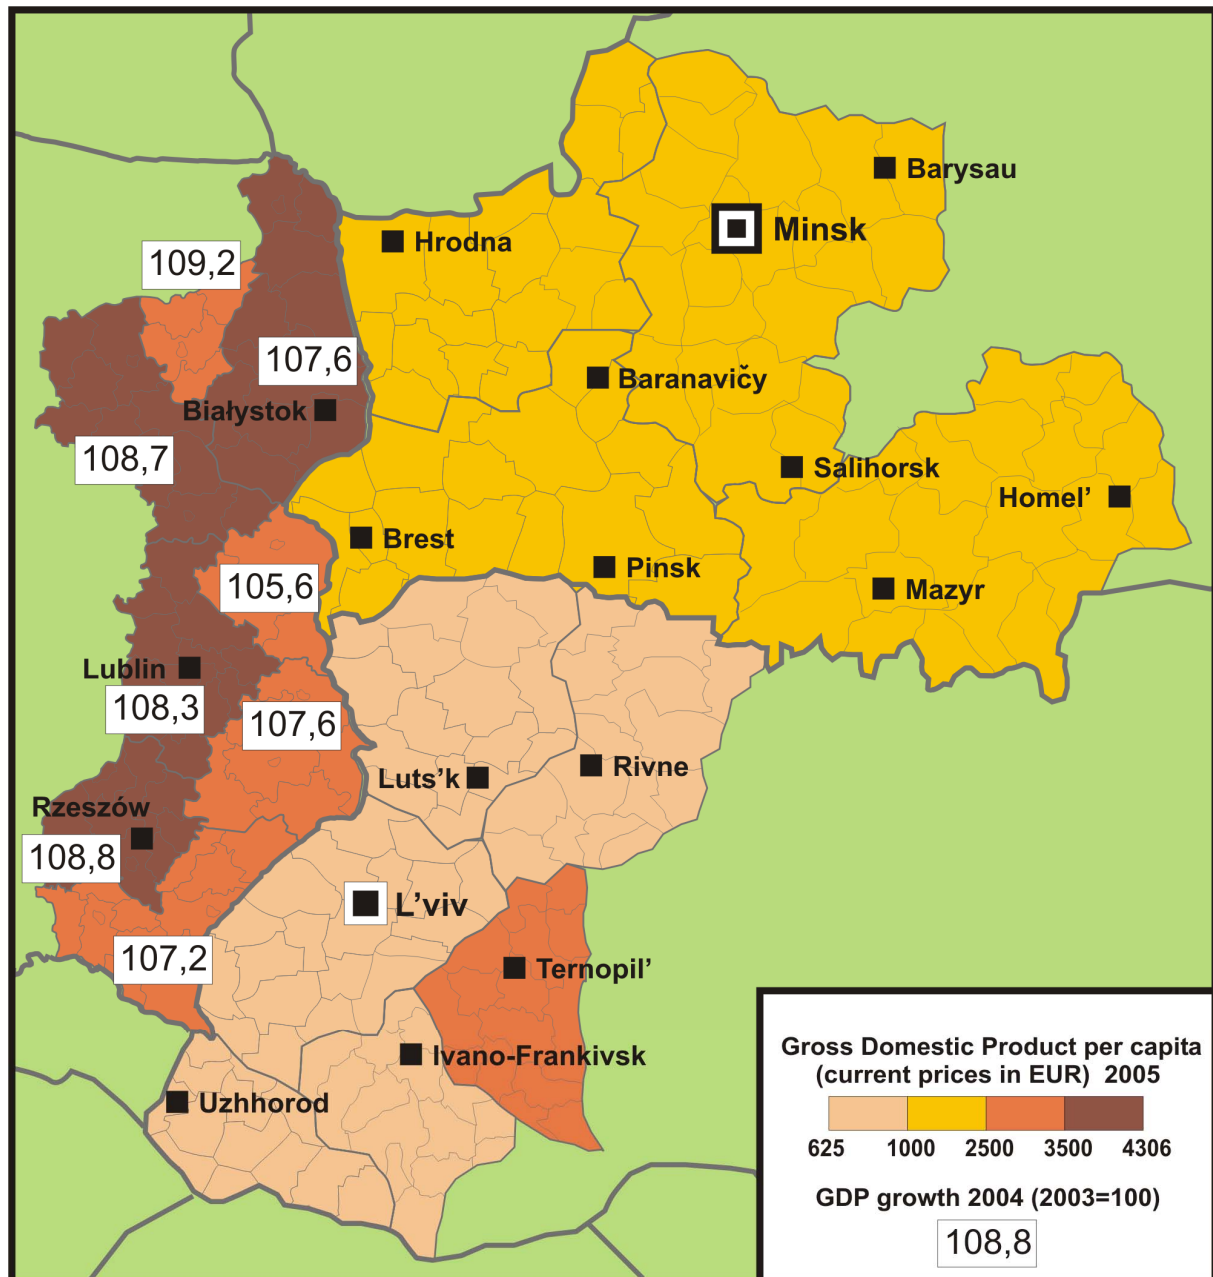 Barysau
Minsk
Hrodna
109,2
107,6
Baranavičy
Białystok
108,7
Salihorsk
Homel’
Brest
Pinsk
105,6
Mazyr
Lublin
108,3
107,6
Luts’k
Rivne
Rzeszów
108,8
L’viv
107,2
Ternopil’
Ivano-Frankivsk
Uzhhorod
Gross Domestic Product per capita
(current prices in EUR) 2005
625 1000 2500 3500 4306
GDP growth 2004 (2003=100)
108,8